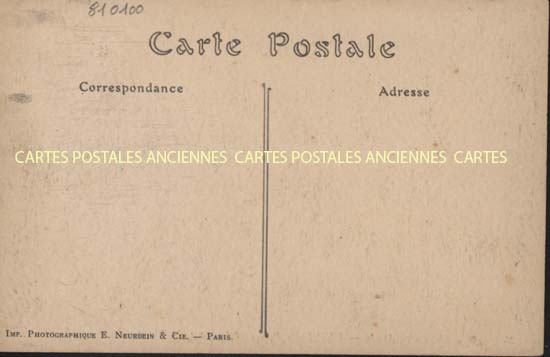 810100
Carte Postale
Correspondance
Adresse
CARTES POSTALES ANCIENNES CARTES POSTALES ANCIENNES CARTES
Imp. Photographique E. Neurdein & Cie. — Paris.